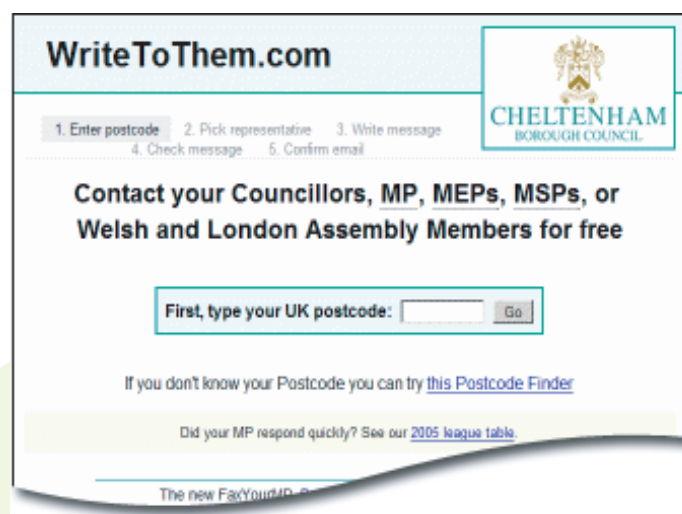 WriteToThem.com
CHELTENHAM
BOROUGH COUNCIL
1. Enter postcode 2. Pick representative 3. Write message
4. Check message 5. Confirm email
Contact your Councillors, MP, MEPs, MSPs, or
Welsh and London Assembly Members for free
First, type your UK postcode: Go
If you don't know your Postcode you can try this Postcode Finder
Did your MP respond quickly? See our 2005 league table.
The new FaxYourMP.